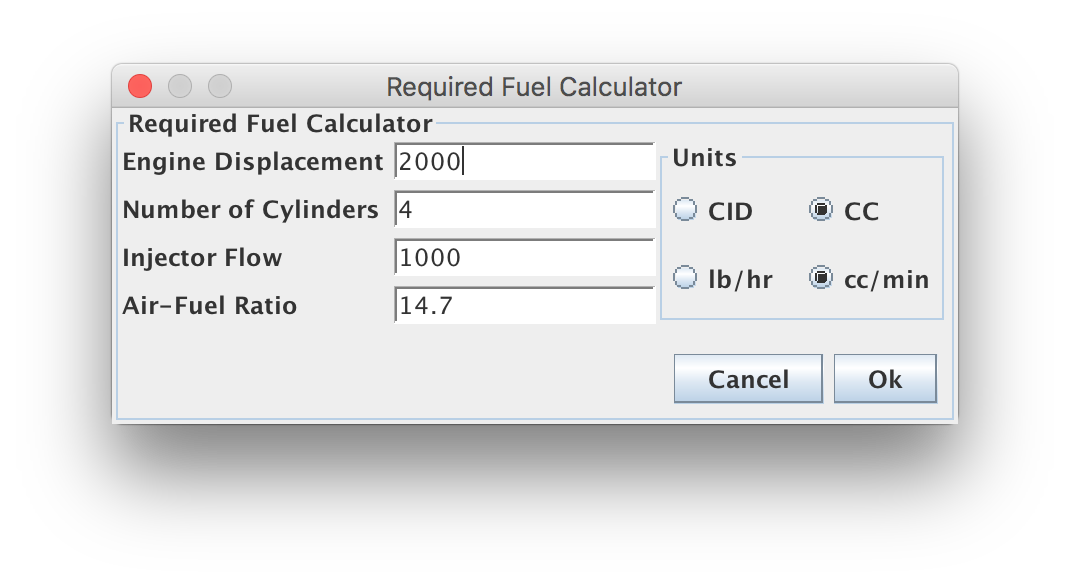 Required Fuel Calculator
Required Fuel Calculator
Engine Displacement 2000
Number of Cylinders 4
Injector Flow 1000
Air-Fuel Ratio 14.7
Units
CID CC
lb/hr cc/min
Cancel Ok